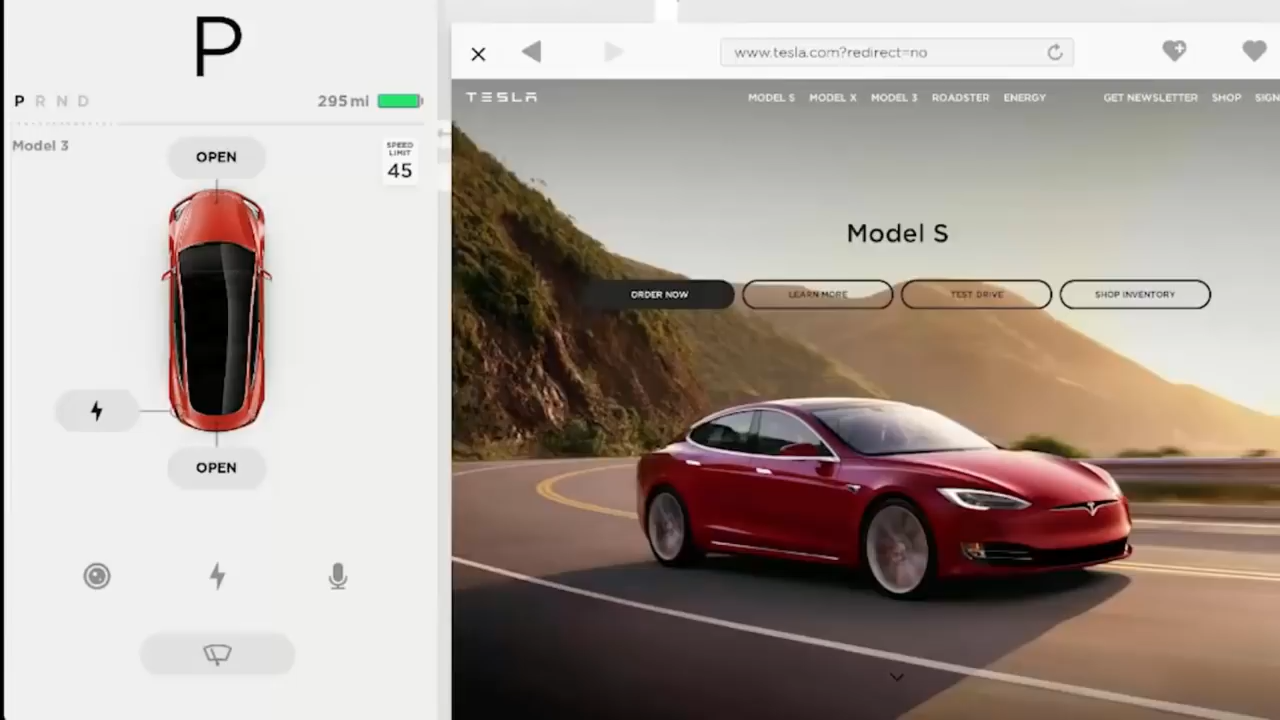 P
P R N D
295 mi
Model 3
OPEN
SPEED
LIMIT
45
OPEN
www.tesla.com?redirect=no
TESLA
MODEL S MODEL X MODEL 3 ROADSTER ENERGY
GET NEWSLETTER SHOP SIGN
Model S
ORDER NOW
LEARN MORE
TEST DRIVE
SHOP INVENTORY